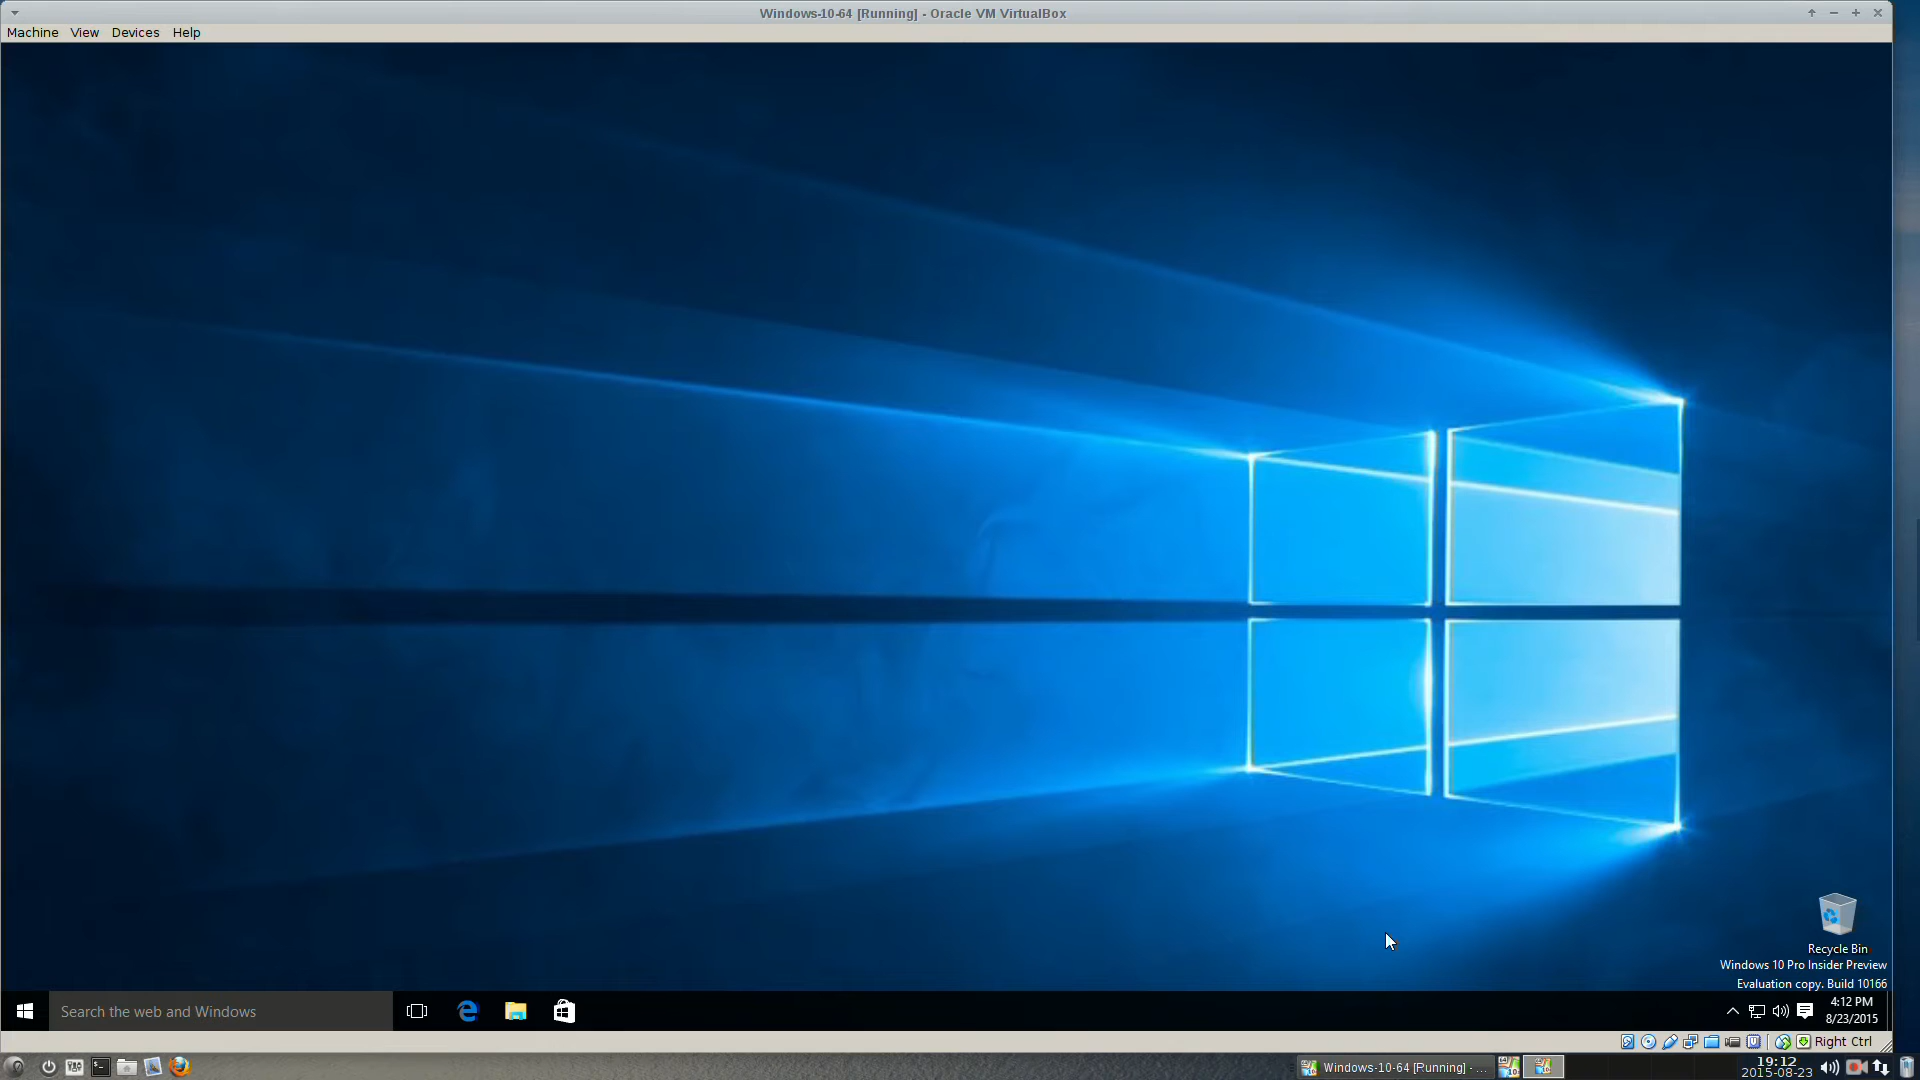 Windows-10-64 [Running] - Oracle VM VirtualBox
Machine View Devices Help
Recycle Bin
Windows 10 Pro Insider Preview
Evaluation copy. Build 10166
Search the web and Windows
4:12 PM
8/23/2015
Right Ctrl
Windows-10-64 [Running] - ...
19:12
2015-08-23